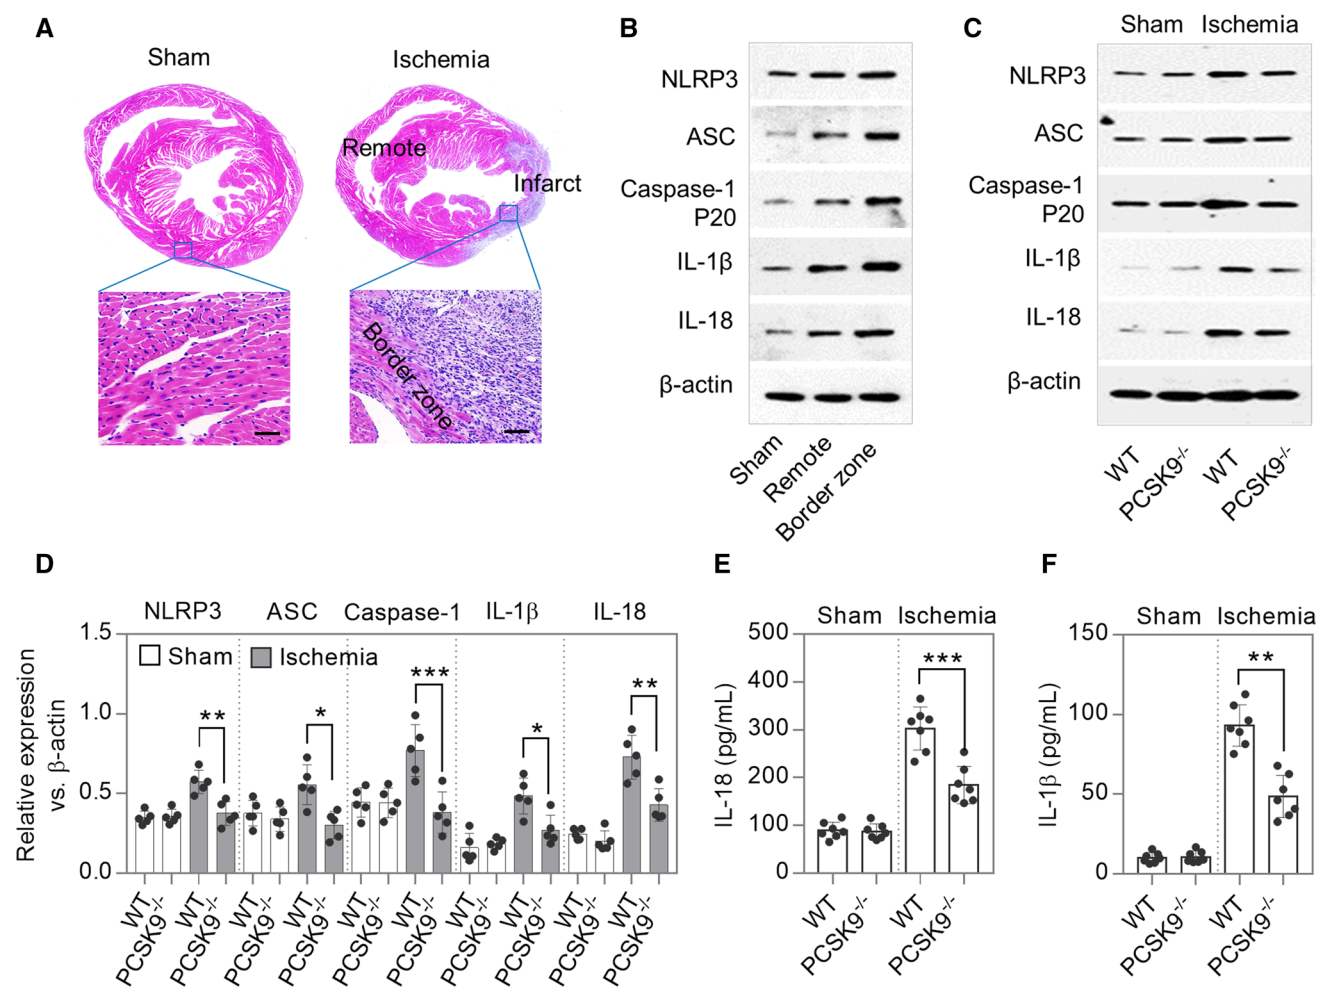 A
Sham
Ischemia
Remote
Infarct
Border zone
B
NLRP3
ASC
Caspase-1
P20
IL-1β
IL-18
β-actin
Sham
Remote
Border zone
C
Sham Ischemia
NLRP3
ASC
Caspase-1
P20
IL-1β
IL-18
β-actin
WT
PCSK9-/-
WT
PCSK9-/-
D
NLRP3 ASC Caspase-1 IL-1β IL-18
Relative expression
vs. β-actin
1.5
1.0
0.5
0.0
Sham Ischemia
** * *** * **
WT
PCSK9-/-
WT
PCSK9-/-
WT
PCSK9-/-
WT
PCSK9-/-
WT
PCSK9-/-
WT
PCSK9-/-
WT
PCSK9-/-
WT
PCSK9-/-
WT
PCSK9-/-
WT
PCSK9-/-
E
Sham Ischemia
IL-18 (pg/mL)
500
400
300
200
100
0
***
WT
PCSK9-/-
WT
PCSK9-/-
F
Sham Ischemia
IL-1β (pg/mL)
150
100
50
0
**
WT
PCSK9-/-
WT
PCSK9-/-